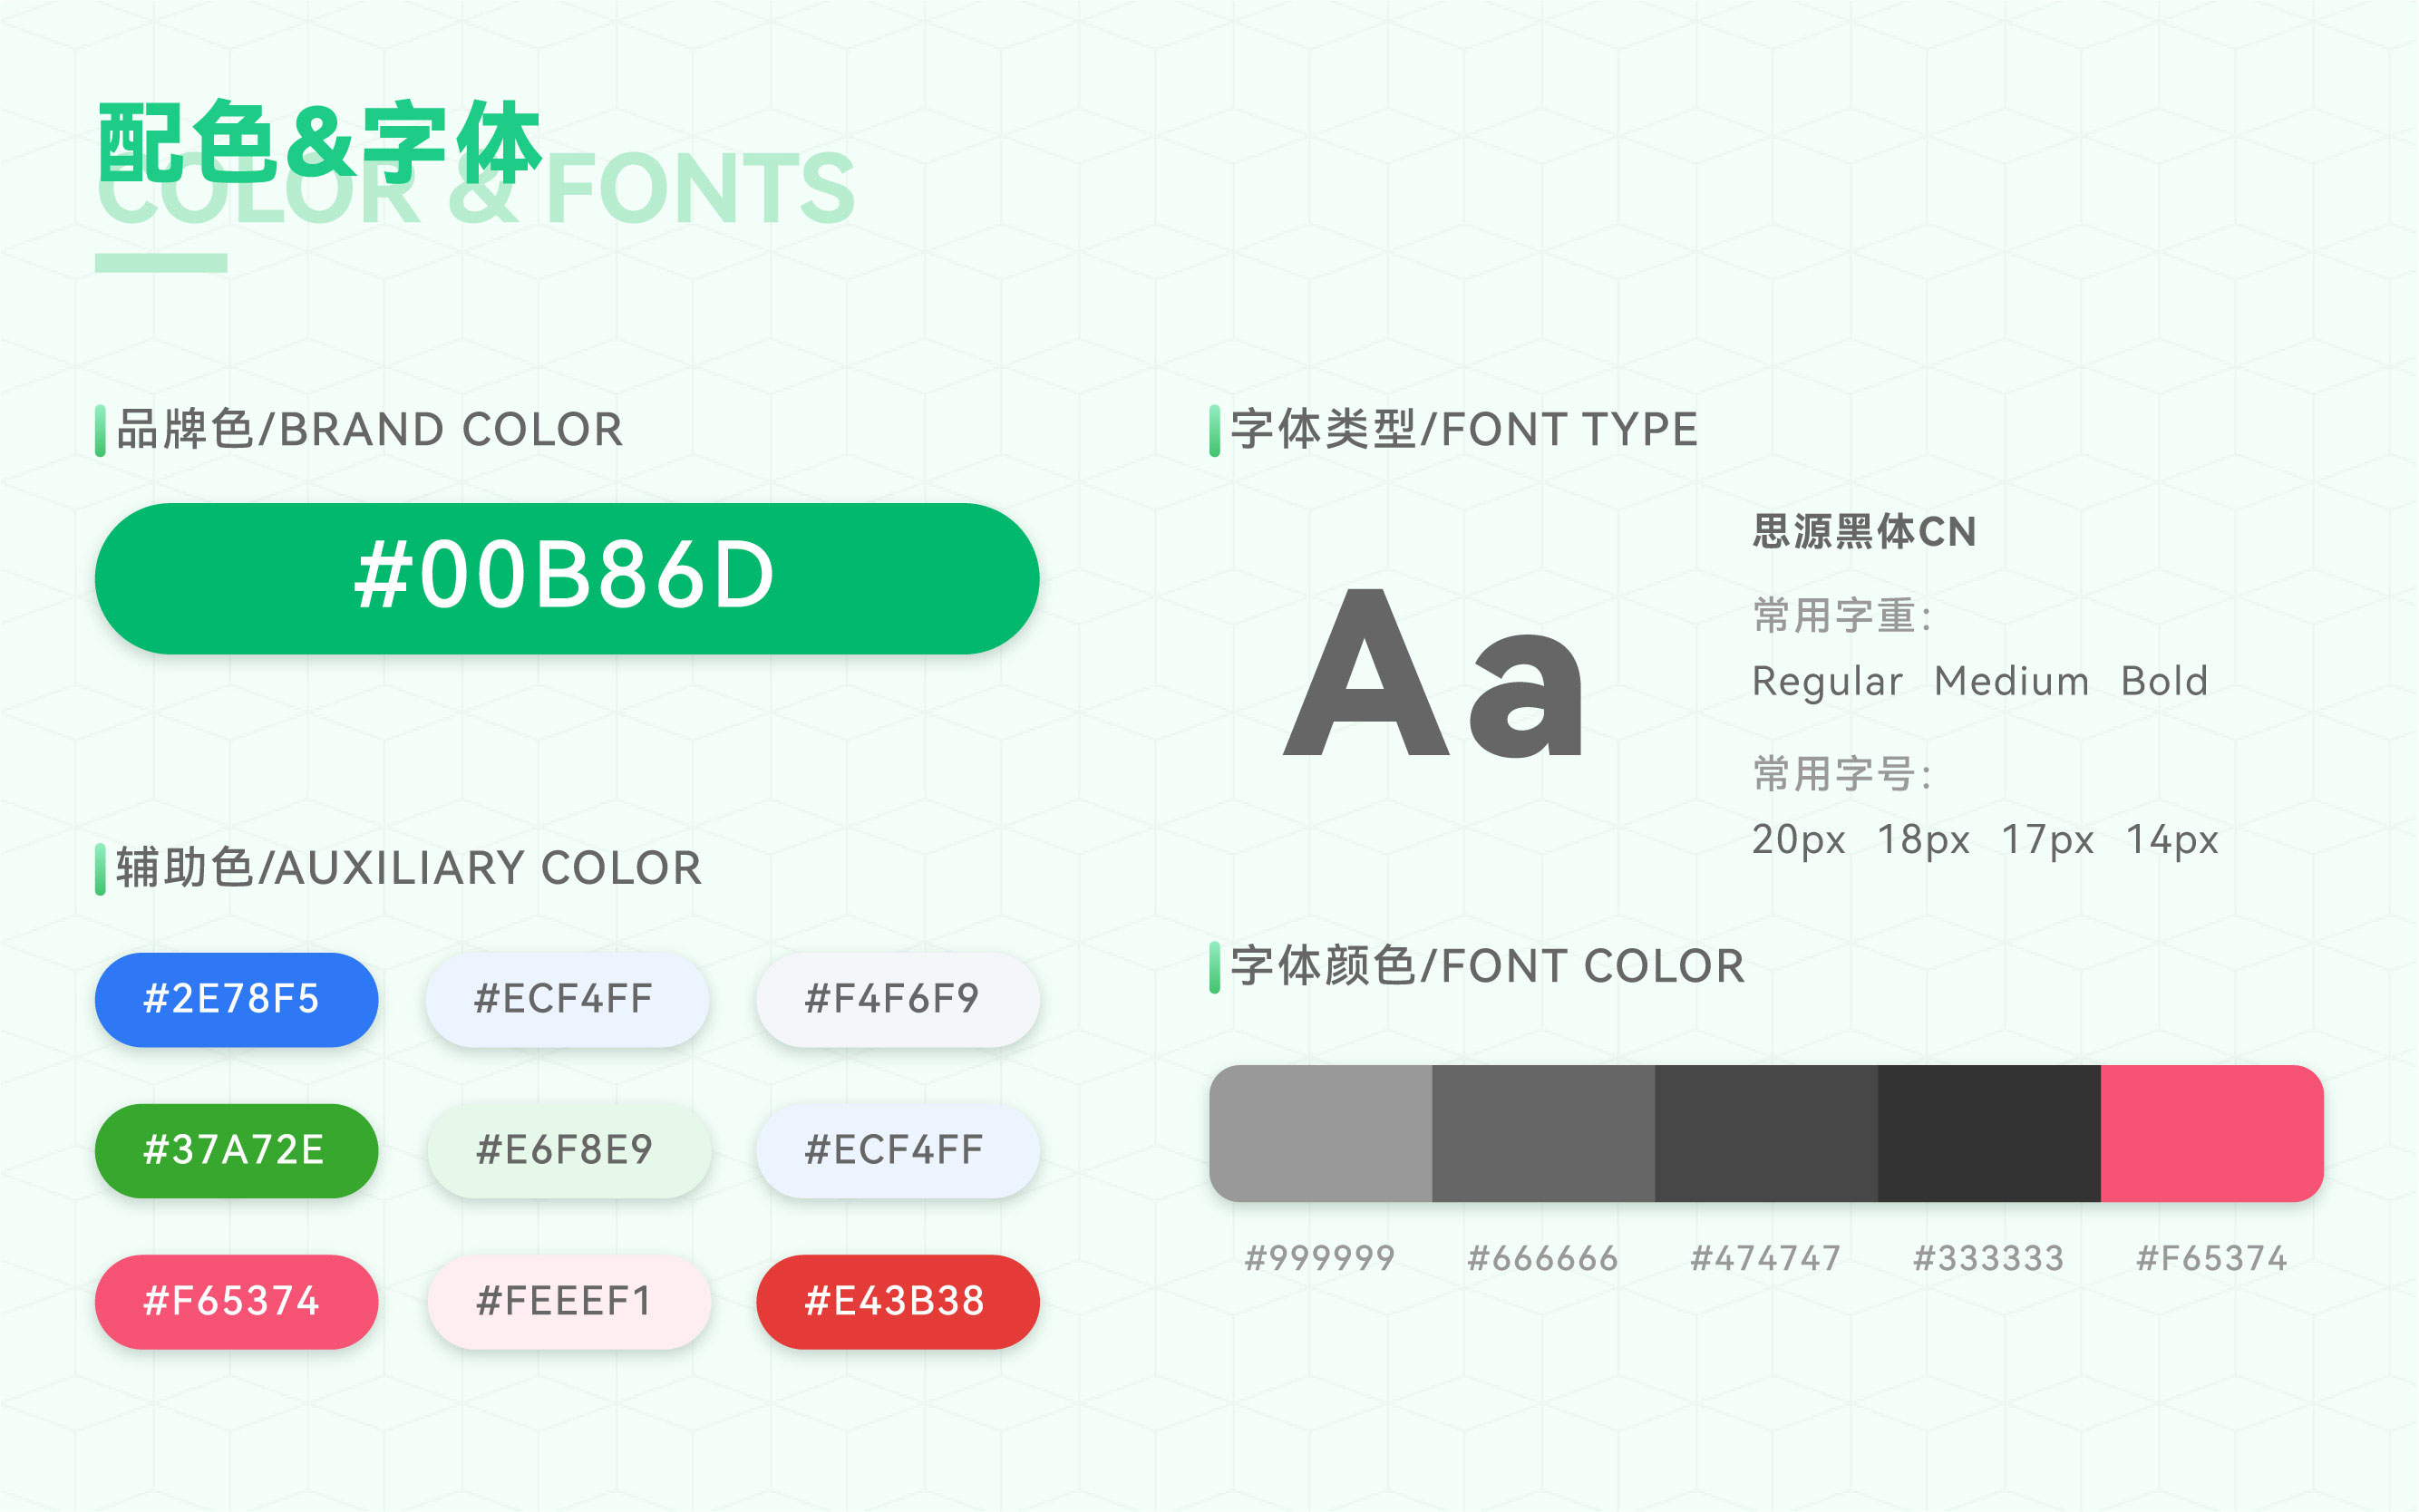 配色&字体
COLOR & FONTS
品牌色/BRAND COLOR
#00B86D
辅助色/AUXILIARY COLOR
#2E78F5 #ECF4FF #F4F6F9
#37A72E #E6F8E9 #ECF4FF
#F65374 #FEEEF1 #E43B38
字体类型/FONT TYPE
Aa
思源黑体CN
常用字重:
Regular Medium Bold
常用字号:
20px 18px 17px 14px
字体颜色/FONT COLOR
#999999 #666666 #474747 #333333 #F65374